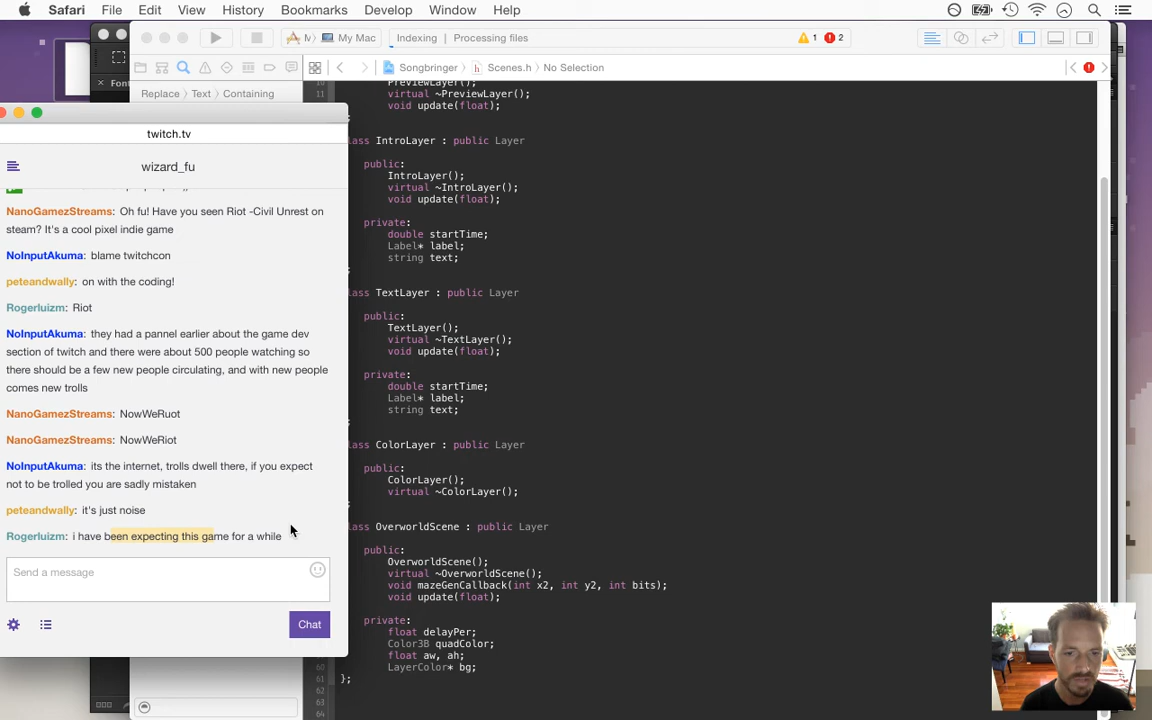 Safari File Edit View History Bookmarks Develop Window Help
M My Mac Indexing | Processing files 1 2
Songbringer Scenes.h No Selection
Font
Replace Text Containing
10 PreviewLayer();
11 virtual ~PreviewLayer();
void update(float);
twitch.tv
wizard_fu
NanoGamezStreams: Oh fu! Have you seen Riot -Civil Unrest on
steam? It's a cool pixel indie game
NoInputAkuma: blame twitchcon
peteandwally: on with the coding!
Rogerluizm: Riot
NoInputAkuma: they had a pannel earlier about the game dev
section of twitch and there were about 500 people watching so
there should be a few new people circulating, and with new people
comes new trolls
NanoGamezStreams: NowWeRuot
NanoGamezStreams: NowWeRiot
NoInputAkuma: its the internet, trolls dwell there, if you expect
not to be trolled you are sadly mistaken
peteandwally: it's just noise
Rogerluizm: i have been expecting this game for a while
Send a message
Chat
;
lass IntroLayer : public Layer
public:
IntroLayer();
virtual ~IntroLayer();
void update(float);
private:
double startTime;
Label* label;
string text;
;
lass TextLayer : public Layer
public:
TextLayer();
virtual ~TextLayer();
void update(float);
private:
double startTime;
Label* label;
string text;
;
lass ColorLayer : public Layer
public:
ColorLayer();
virtual ~ColorLayer();
;
lass OverworldScene : public Layer
public:
OverworldScene();
virtual ~OverworldScene();
void mazeGenCallback(int x2, int y2, int bits);
void update(float);
private:
float delayPer;
Color3B quadColor;
float aw, ah;
60 LayerColor* bg;
61 };
62
63
64